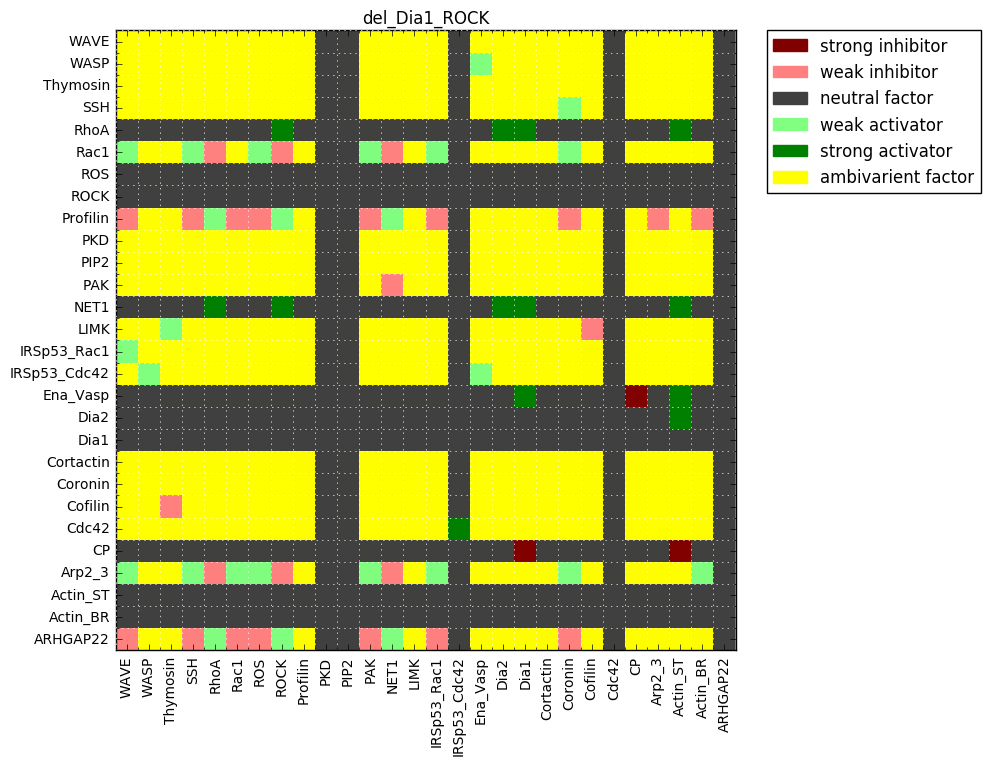 del_Dia1_ROCK
WAVE
WASP
Thymosin
SSH
RhoA
Rac1
ROS
ROCK
Profilin
PKD
PIP2
PAK
NET1
LIMK
IRSp53_Rac1
IRSp53_Cdc42
Ena_Vasp
Dia2
Dia1
Cortactin
Coronin
Cofilin
Cdc42
CP
Arp2_3
Actin_ST
Actin_BR
ARHGAP22
WAVE
WASP
Thymosin
SSH
RhoA
Rac1
ROS
ROCK
Profilin
PKD
PIP2
PAK
NET1
LIMK
IRSp53_Rac1
IRSp53_Cdc42
Ena_Vasp
Dia2
Dia1
Cortactin
Coronin
Cofilin
Cdc42
CP
Arp2_3
Actin_ST
Actin_BR
ARHGAP22
strong inhibitor
weak inhibitor
neutral factor
weak activator
strong activator
ambivarient factor